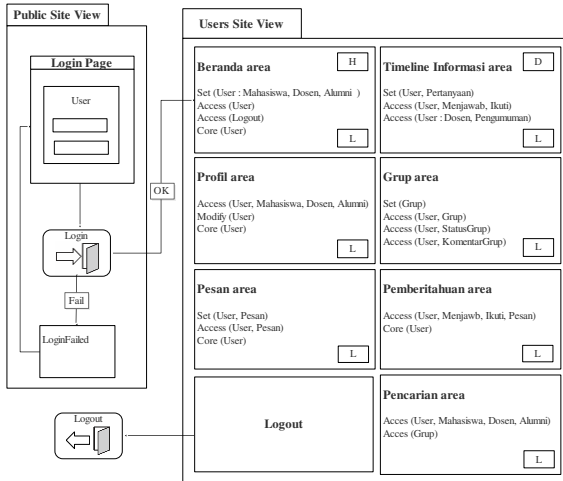 Public Site View
Login Page
User
Login
OK
Fail
LoginFailed
Logout
Users Site View
Beranda area
H
Set (User : Mahasiswa, Dosen, Alumni )
Access (User)
Access (Logout)
Core (User)
L
Timeline Informasi area
D
Set (User, Pertanyaan)
Access (User, Menjawab, Ikuti)
Access (User : Dosen, Pengumuman)
L
Profil area
Access (User, Mahasiswa, Dosen, Alumni)
Modify (User)
Core (User)
L
Grup area
Set (Grup)
Access (User, Grup)
Access (User, StatusGrup)
Access (User, KomentarGrup)
L
Pesan area
Set (User, Pesan)
Access (User, Pesan)
Core (User)
L
Pemberitahuan area
Access (User, Menjawb, Ikuti, Pesan)
Core (User)
L
Logout
Pencarian area
Acces (User, Mahasiswa, Dosen, Alumni)
Acces (Grup)
L